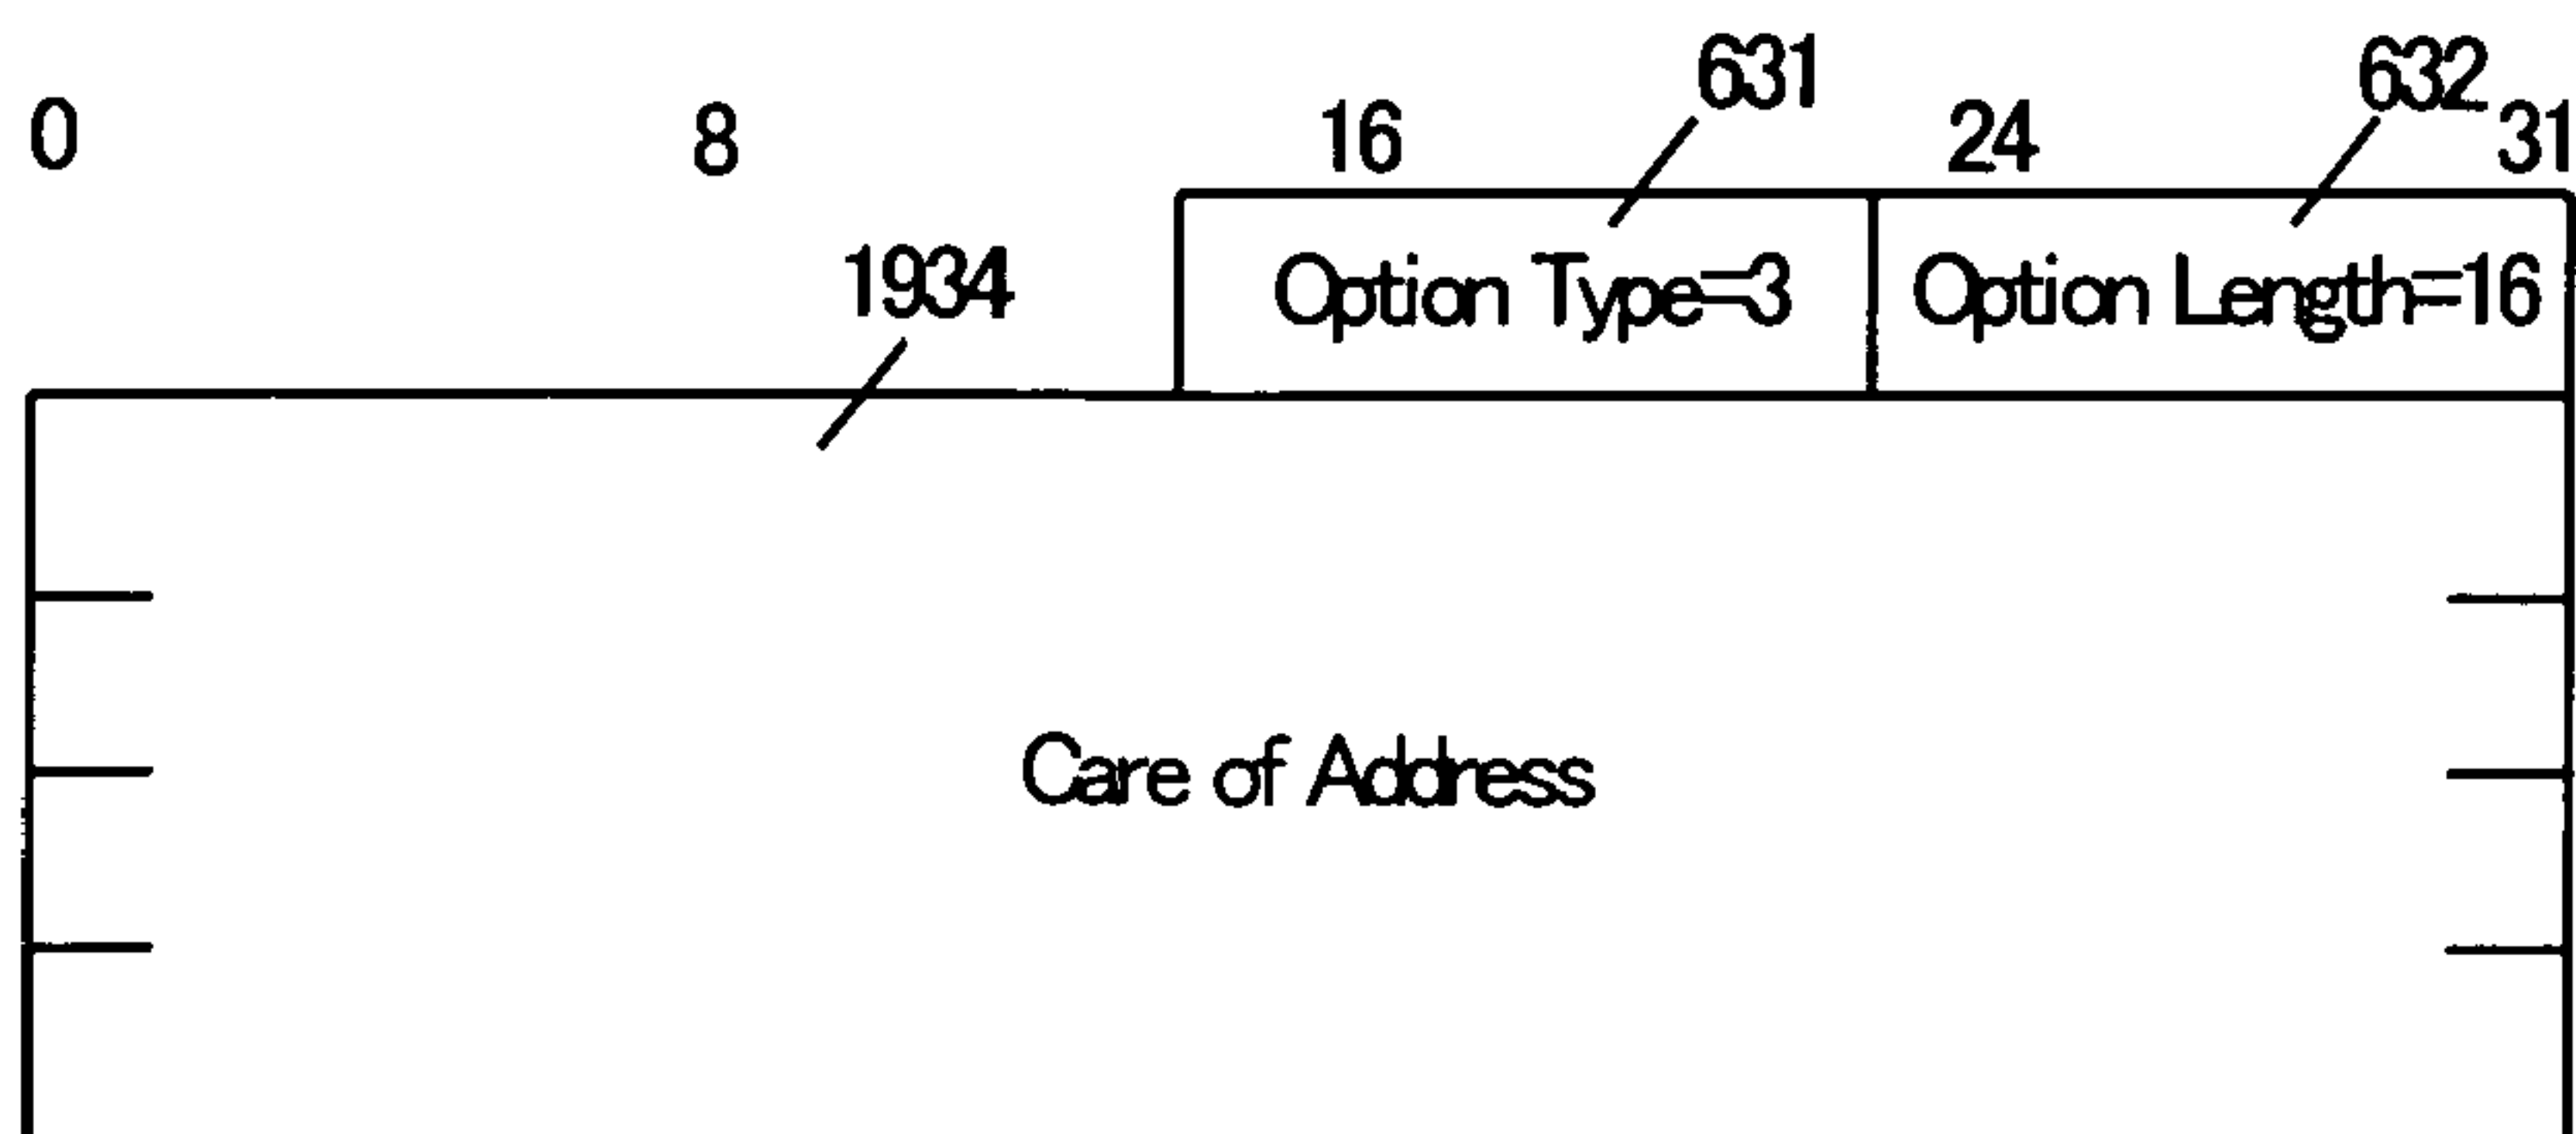 631 632
0 8 16 24 31
1934
Option Type=3 Option Length=16
Care of Address